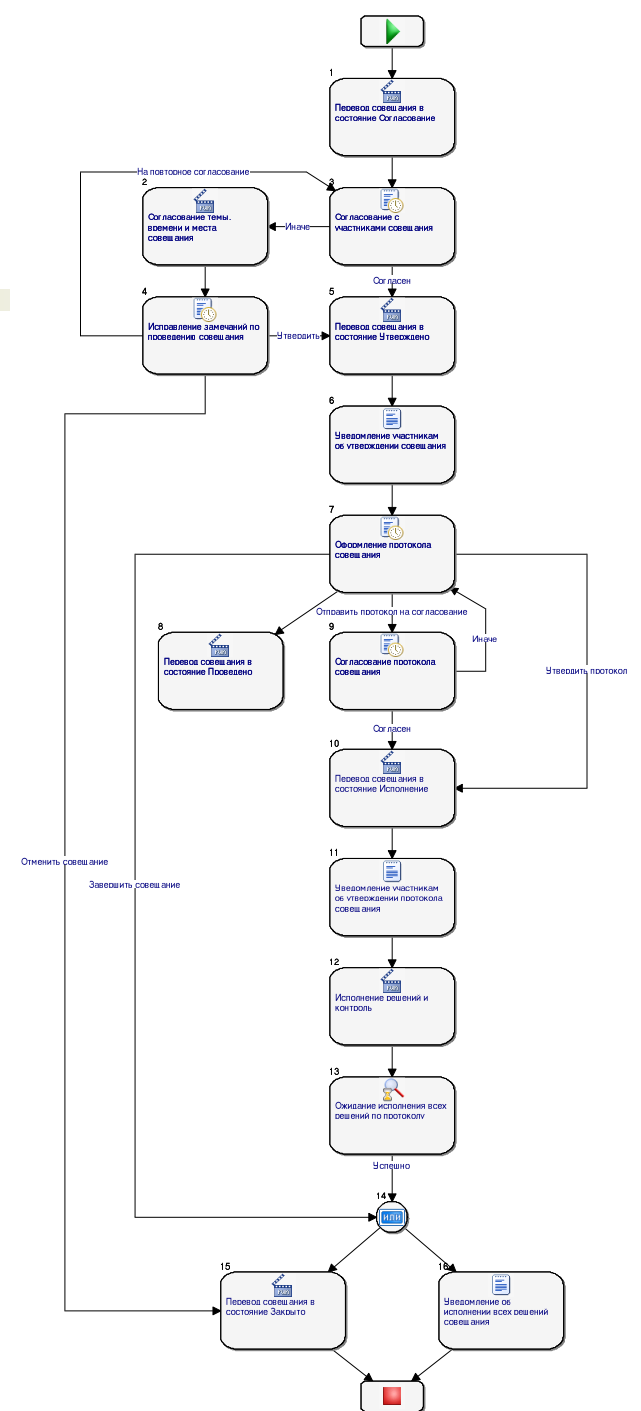 1
Перевод совещания в
состояние Согласование
На повторное согласование
2
Согласование темы,
времени и места
совещания
Иначе
3
Согласование с
участниками совещания
Согласен
4
Исправление замечаний по
проведению совещания
Утвердить
5
Перевод совещания в
состояние Утверждено
6
Уведомление участникам
об утверждении совещания
7
Оформление протокола
совещания
Отправить протокол на согласование
8
Перевод совещания в
состояние Проведено
9
Согласование протокола
совещания
Иначе
Утвердить протокол
Согласен
10
Перевод совещания в
состояние Исполнение
Отменить совещание
Завершить совещание
11
Уведомление участникам
об утверждении протокола
совещания
12
Исполнение решений и
контроль
13
Ожидание исполнения всех
решений по протоколу
Успешно
14
ИЛИ
15
Перевод совещания в
состояние Закрыто
16
Уведомление об
исполнении всех решений
совещания